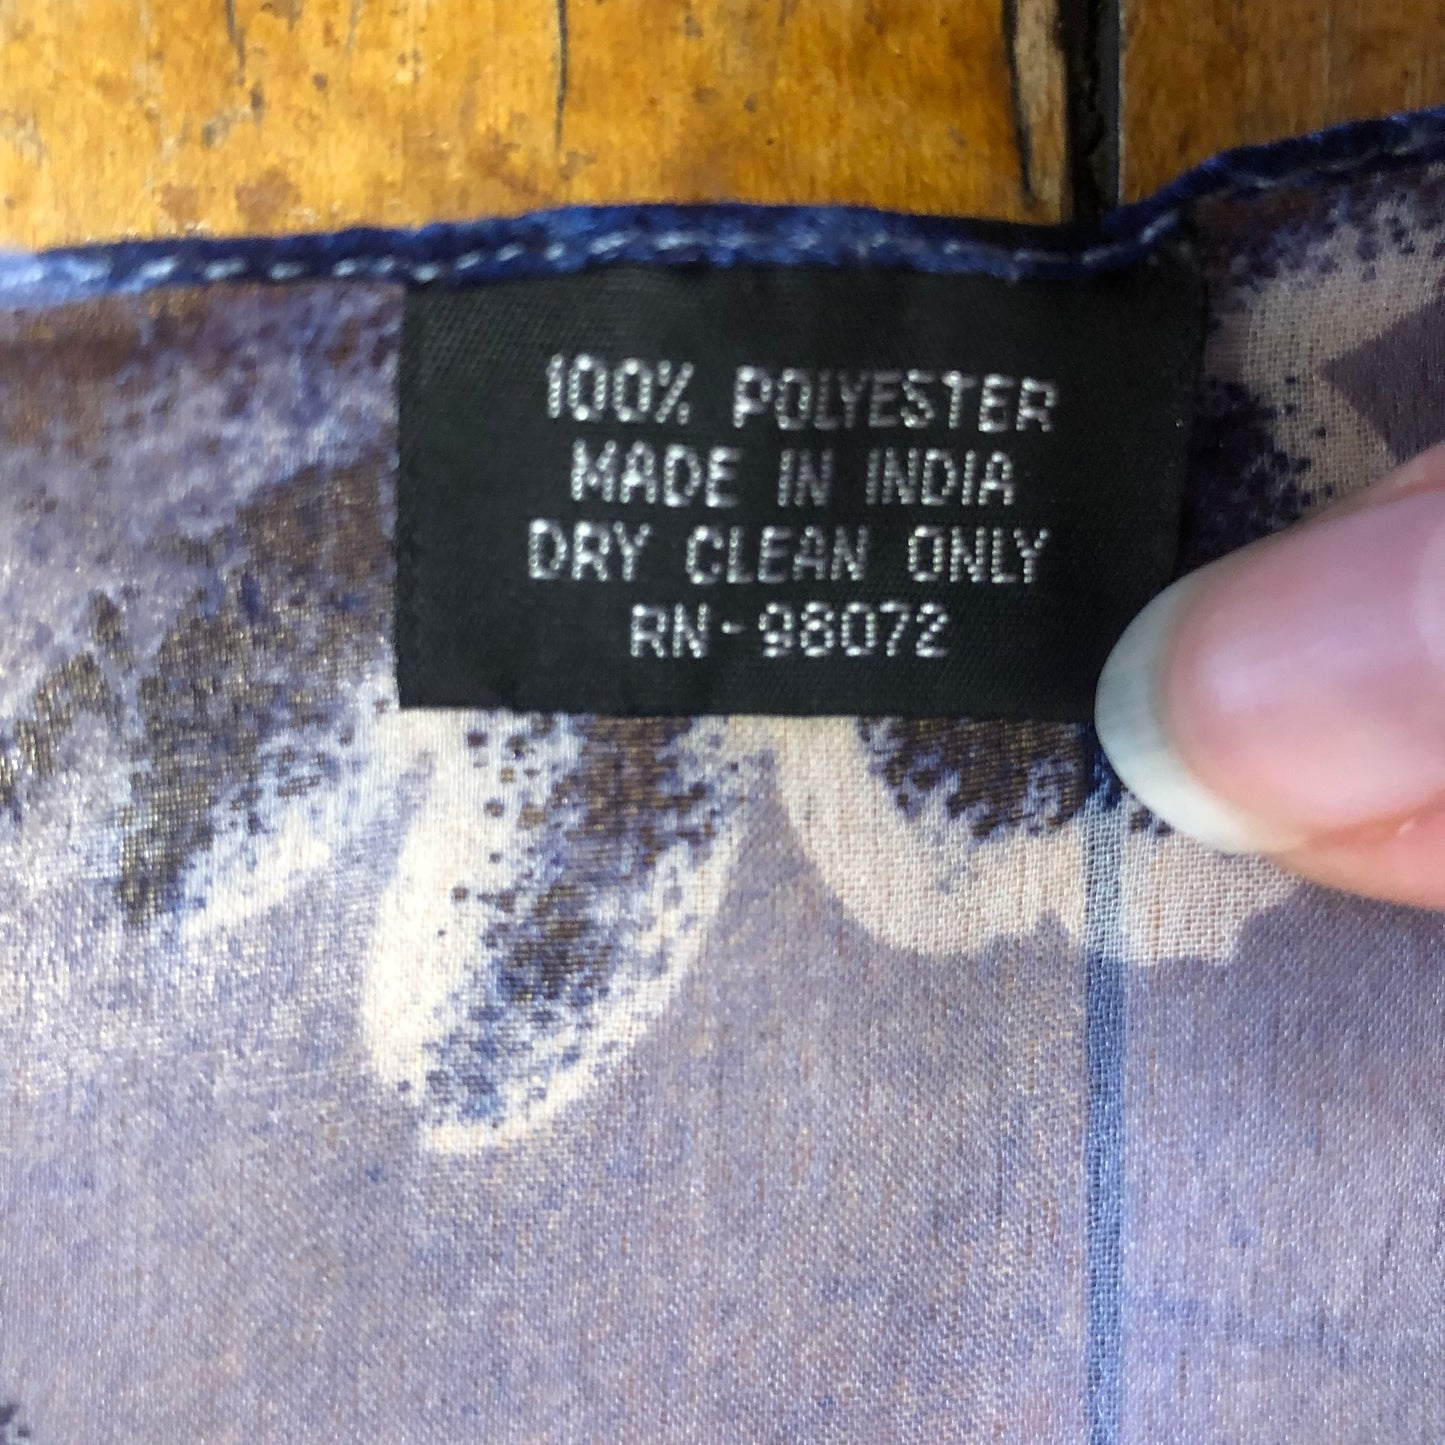 100% POLYESTER
MADE IN INDIA
DRY CLEAN ONLY
RN-98072